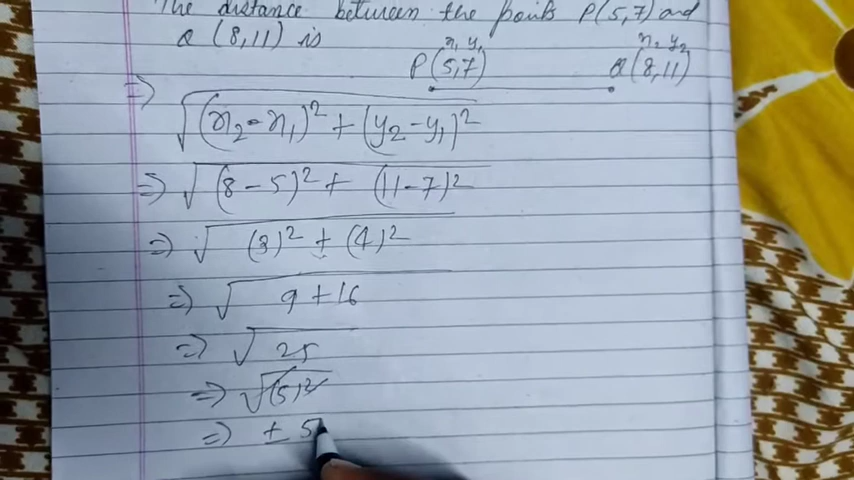 The distance between the points P(5,7) and
Q (8,11) is
x₁ y₁ x₂ y₂
P(5,7) Q(8,11)
⇒ √(x₂-x₁)² + (y₂-y₁)²
⇒ √(8-5)² + (11-7)²
⇒ √(3)² + (4)²
⇒ √9+16
⇒ √25
⇒ √(5)²
⇒ ± 5